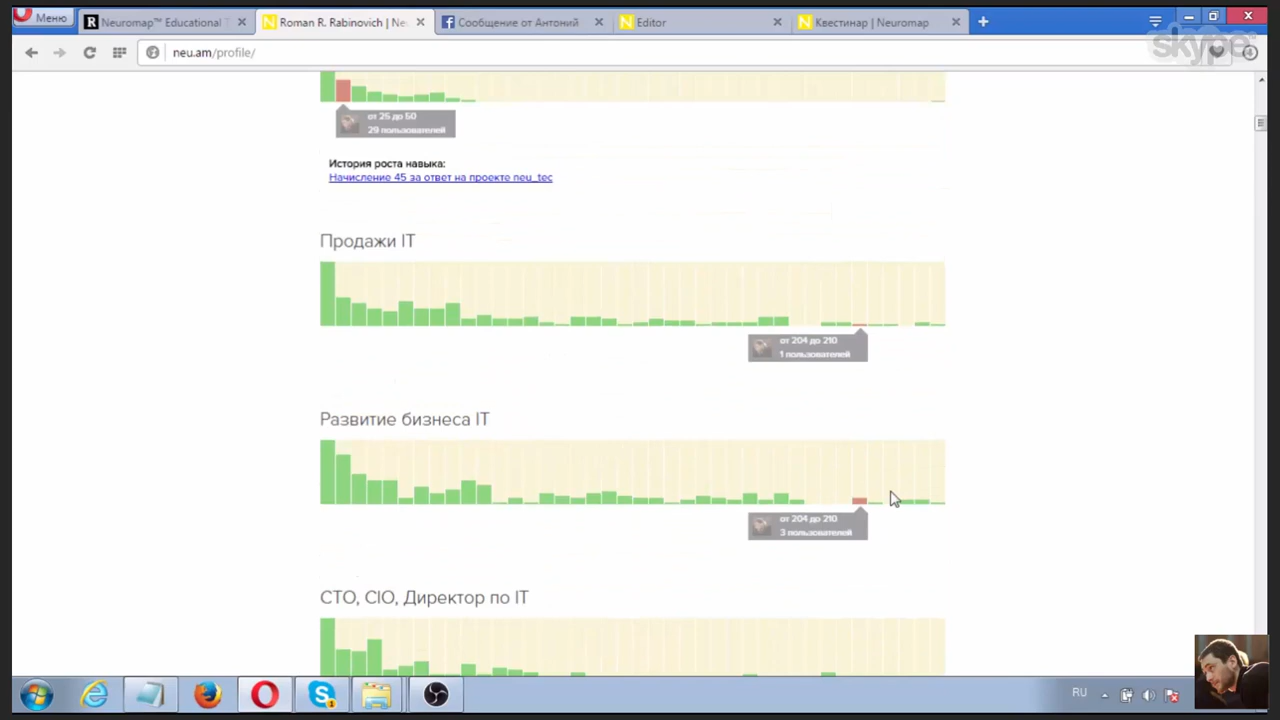 Меню
Neuromap™ Educational T
Roman R. Rabinovich | Ne
Сообщение от Антоний
Editor
Квестинар | Neuromap
neu.am/profile/
skype
от 25 до 50
29 пользователей
История роста навыка:
Начисление 45 за ответ на проекте neu_tec
Продажи IT
от 204 до 210
1 пользователей
Развитие бизнеса IT
от 204 до 210
3 пользователей
CTO, CIO, Директор по IT
RU